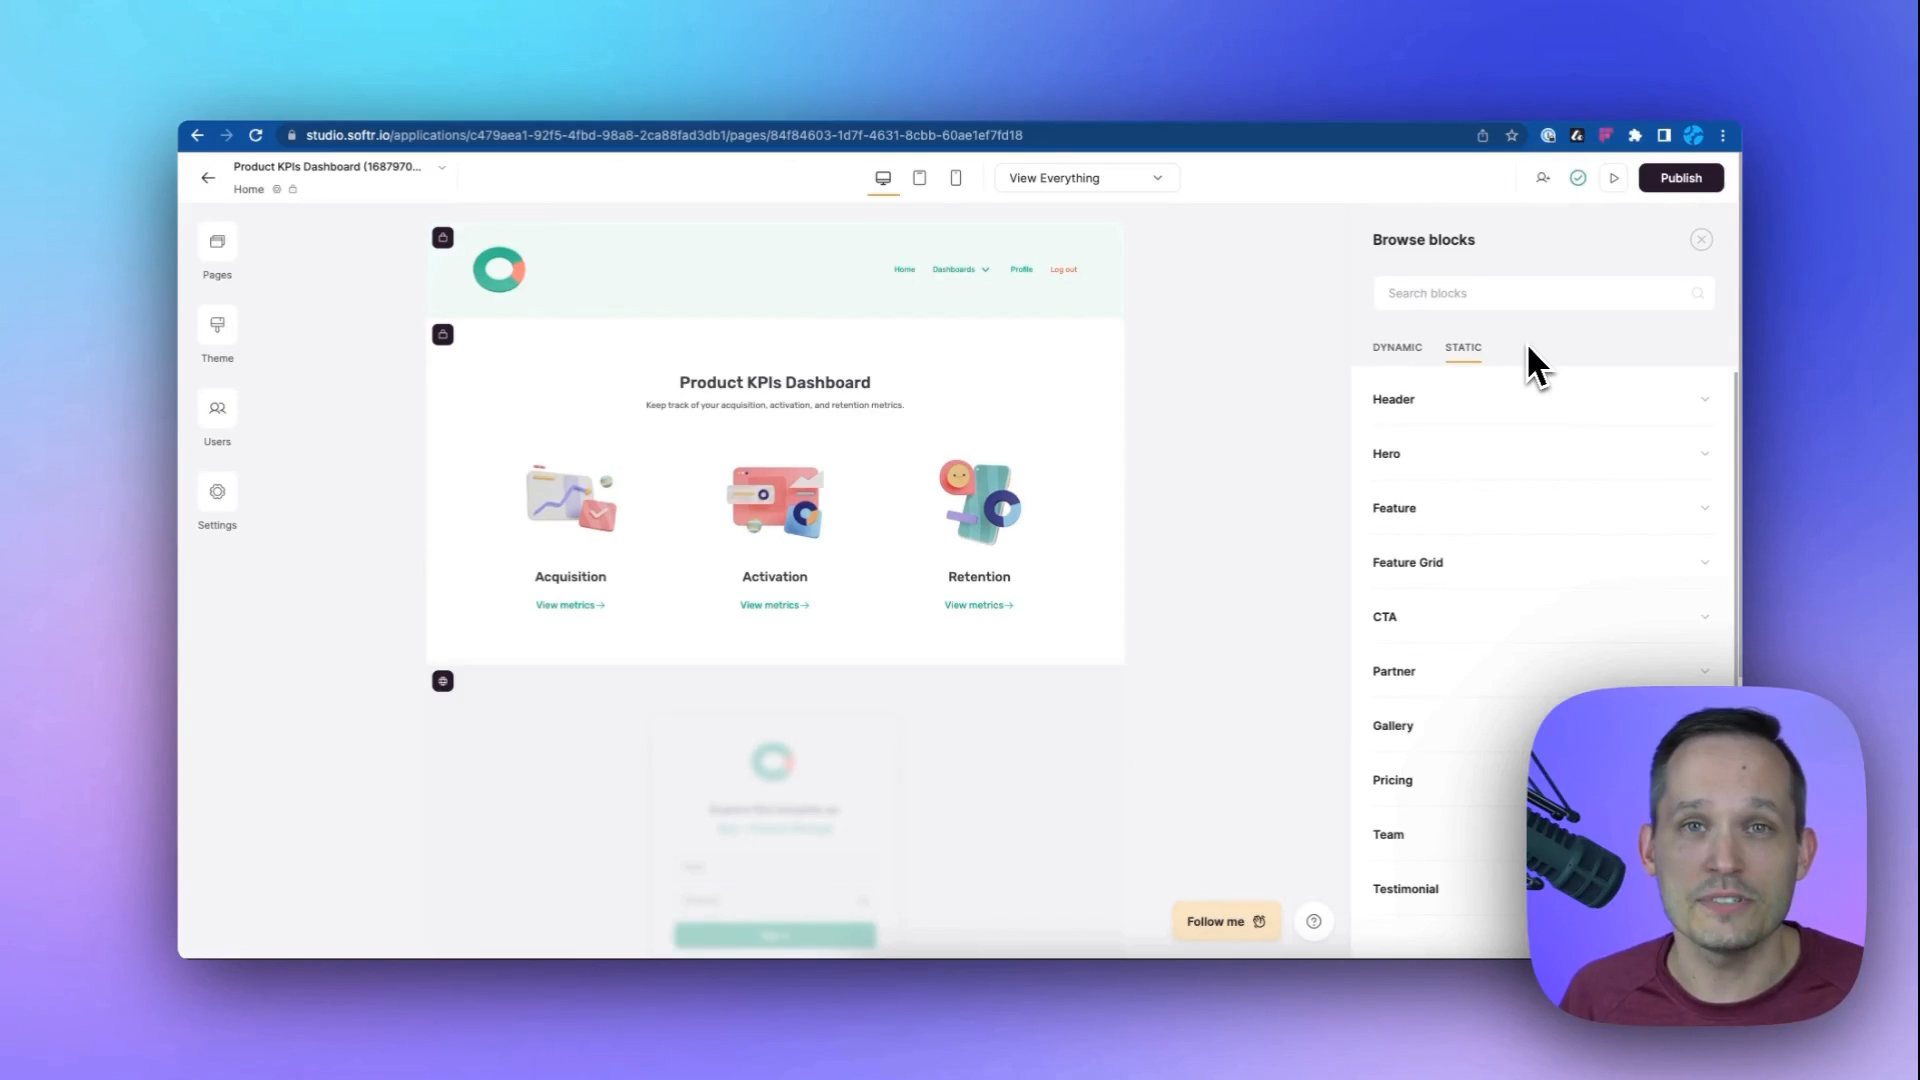 studio.softr.io/applications/c479aea1-92f5-4fbd-98a8-2ca88fad3db1/pages/84f84603-1d7f-4631-8cbb-60ae1ef7fd18
Product KPIs Dashboard (1687970...
Home
View Everything
Publish
Pages
Theme
Users
Settings
Home
Dashboards
Profile
Log out
Product KPIs Dashboard
Keep track of your acquisition, activation, and retention metrics.
Acquisition
Activation
Retention
View metrics→
View metrics→
View metrics→
Follow me
Browse blocks
Search blocks
DYNAMIC
STATIC
Header
Hero
Feature
Feature Grid
CTA
Partner
Gallery
Pricing
Team
Testimonial